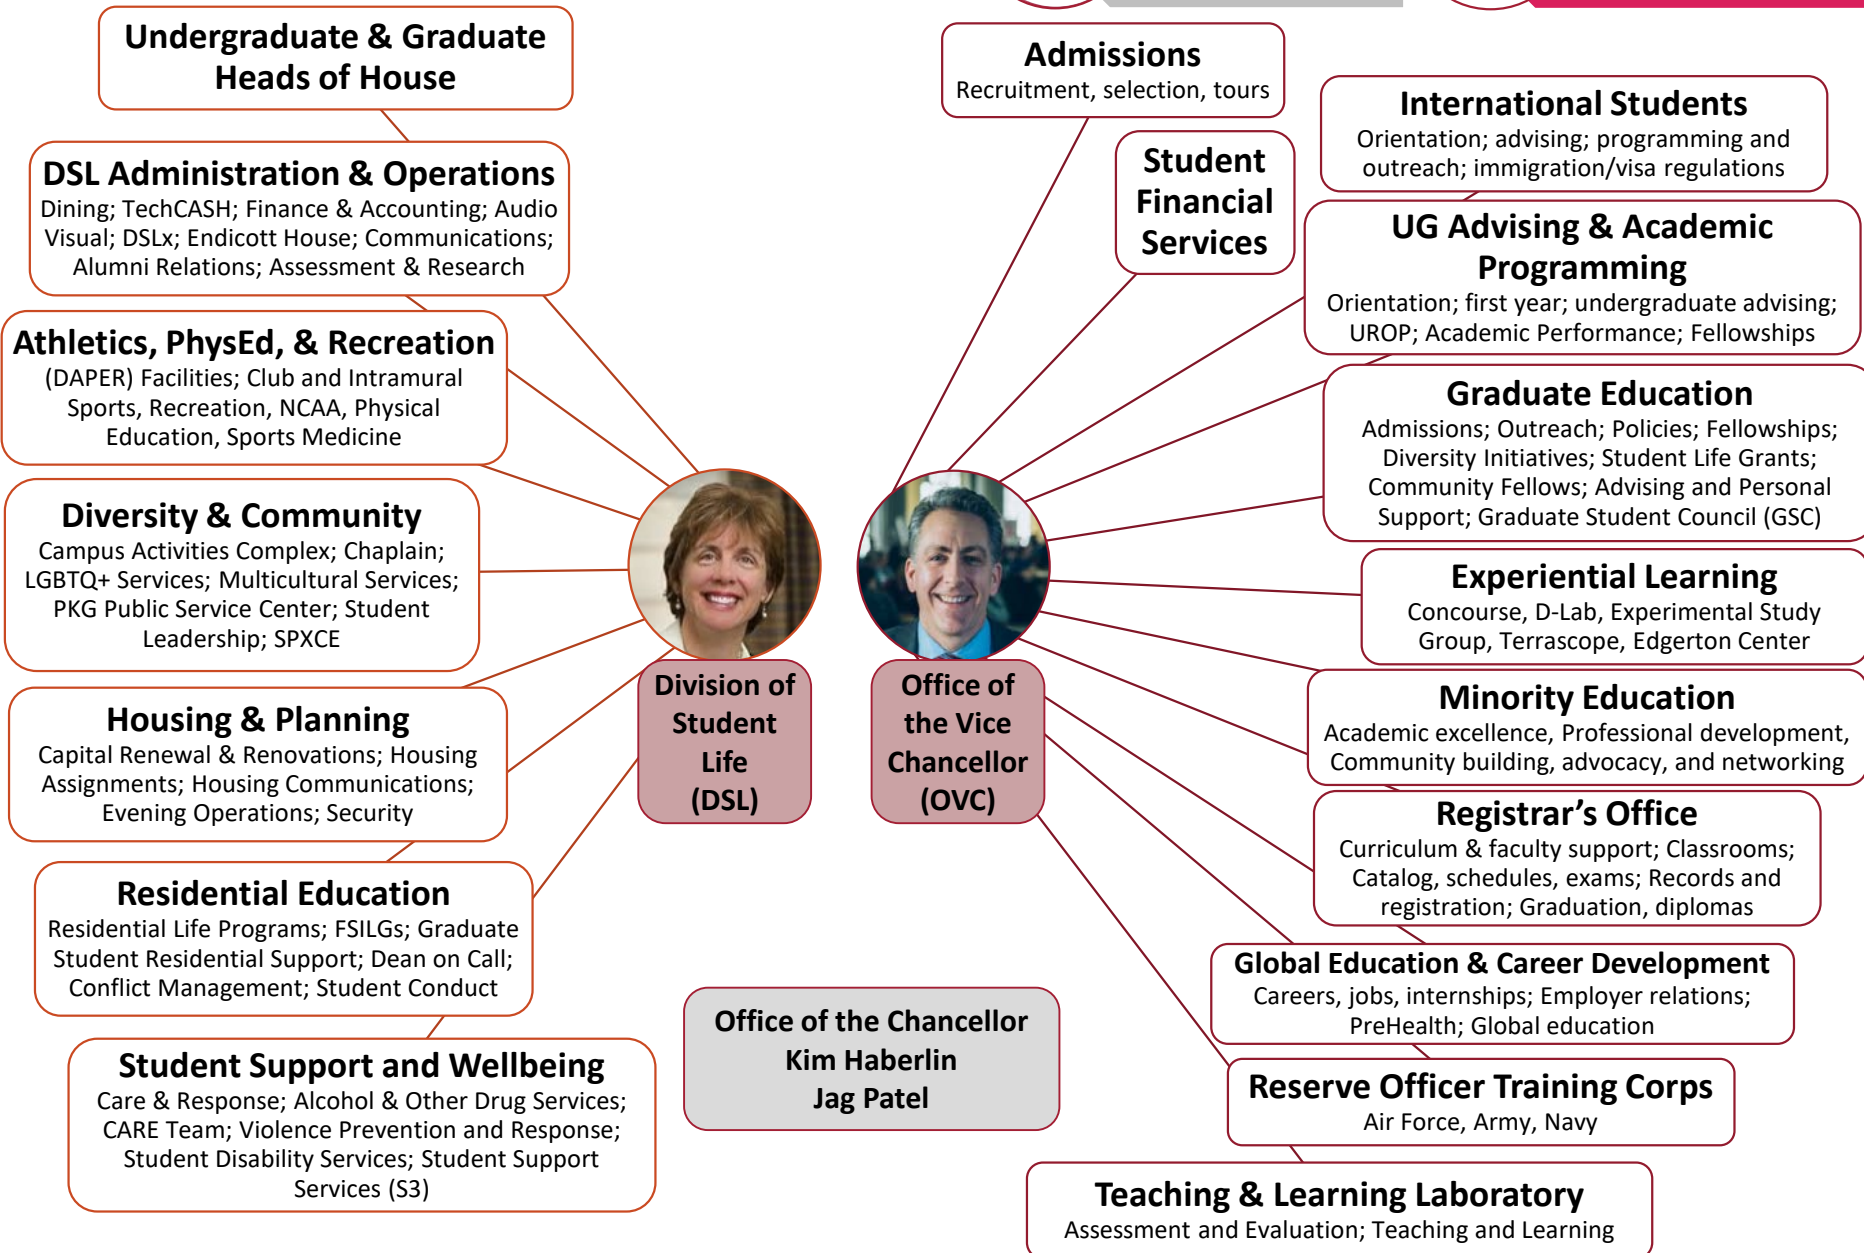 Undergraduate & Graduate
Heads of House
DSL Administration & Operations
Dining; TechCASH; Finance & Accounting; Audio
Visual; DSLx; Endicott House; Communications;
Alumni Relations; Assessment & Research
Athletics, PhysEd, & Recreation
(DAPER) Facilities; Club and Intramural
Sports, Recreation, NCAA, Physical
Education, Sports Medicine
Diversity & Community
Campus Activities Complex; Chaplain;
LGBTQ+ Services; Multicultural Services;
PKG Public Service Center; Student
Leadership; SPXCE
Housing & Planning
Capital Renewal & Renovations; Housing
Assignments; Housing Communications;
Evening Operations; Security
Residential Education
Residential Life Programs; FSILGs; Graduate
Student Residential Support; Dean on Call;
Conflict Management; Student Conduct
Student Support and Wellbeing
Care & Response; Alcohol & Other Drug Services;
CARE Team; Violence Prevention and Response;
Student Disability Services; Student Support
Services (S3)
Division of
Student
Life
(DSL)
Office of
the Vice
Chancellor
(OVC)
Office of the Chancellor
Kim Haberlin
Jag Patel
Admissions
Recruitment, selection, tours
Student
Financial
Services
International Students
Orientation; advising; programming and
outreach; immigration/visa regulations
UG Advising & Academic
Programming
Orientation; first year; undergraduate advising;
UROP; Academic Performance; Fellowships
Graduate Education
Admissions; Outreach; Policies; Fellowships;
Diversity Initiatives; Student Life Grants;
Community Fellows; Advising and Personal
Support; Graduate Student Council (GSC)
Experiential Learning
Concourse, D-Lab, Experimental Study
Group, Terrascope, Edgerton Center
Minority Education
Academic excellence, Professional development,
Community building, advocacy, and networking
Registrar's Office
Curriculum & faculty support; Classrooms;
Catalog, schedules, exams; Records and
registration; Graduation, diplomas
Global Education & Career Development
Careers, jobs, internships; Employer relations;
PreHealth; Global education
Reserve Officer Training Corps
Air Force, Army, Navy
Teaching & Learning Laboratory
Assessment and Evaluation; Teaching and Learning